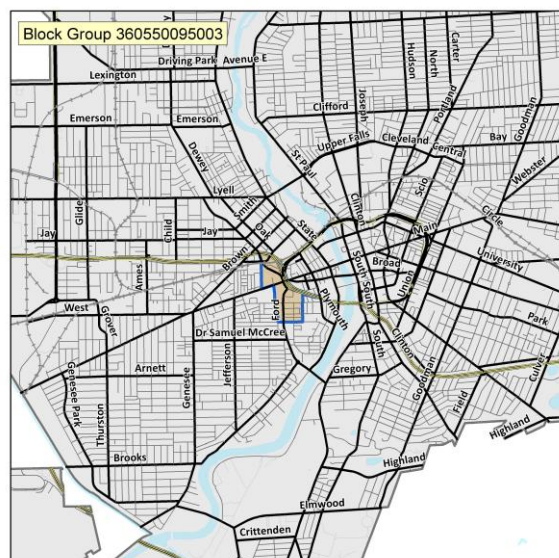 Block Group 360550095003
Driving Park
Avenue E
Lexington
Hudson
North
Carter
Portland
Goodman
Clifford
Joseph
Emerson
Emerson
Upper Falls
Cleveland
Central
Bay
Webster
Dewey
St Paul
Lyell
Clinton
Scio
Glide
Child
Smith
Oak
State
Main
Circle
Jay
Jay
Brown
Broad
University
Ames
South
South
Union
Plymouth
Park
West
Grover
Ford
Dr Samuel McCree
South
Clinton
Goodman
Culver
Genesee Park
Arnett
Genesee
Jefferson
Gregory
Field
Thurston
Highland
Highland
Brooks
Elmwood
Crittenden